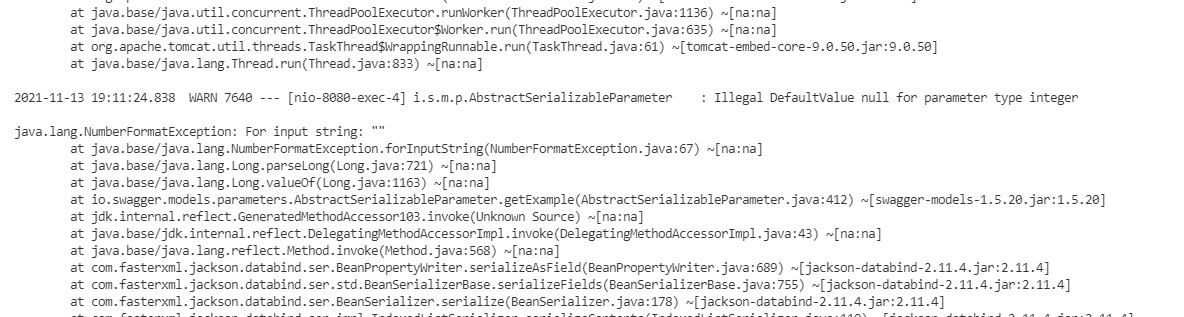 at java.base/java.util.concurrent.ThreadPoolExecutor.runWorker(ThreadPoolExecutor.java:1136) ~[na:na]
at java.base/java.util.concurrent.ThreadPoolExecutor$Worker.run(ThreadPoolExecutor.java:635) ~[na:na]
at org.apache.tomcat.util.threads.TaskThread$WrappingRunnable.run(TaskThread.java:61) ~[tomcat-embed-core-9.0.50.jar:9.0.50]
at java.base/java.lang.Thread.run(Thread.java:833) ~[na:na]
2021-11-13 19:11:24.838  WARN 7640 --- [nio-8080-exec-4] i.s.m.p.AbstractSerializableParameter    : Illegal DefaultValue null for parameter type integer
java.lang.NumberFormatException: For input string: ""
at java.base/java.lang.NumberFormatException.forInputString(NumberFormatException.java:67) ~[na:na]
at java.base/java.lang.Long.parseLong(Long.java:721) ~[na:na]
at java.base/java.lang.Long.valueOf(Long.java:1163) ~[na:na]
at io.swagger.models.parameters.AbstractSerializableParameter.getExample(AbstractSerializableParameter.java:412) ~[swagger-models-1.5.20.jar:1.5.20]
at jdk.internal.reflect.GeneratedMethodAccessor103.invoke(Unknown Source) ~[na:na]
at java.base/jdk.internal.reflect.DelegatingMethodAccessorImpl.invoke(DelegatingMethodAccessorImpl.java:43) ~[na:na]
at java.base/java.lang.reflect.Method.invoke(Method.java:568) ~[na:na]
at com.fasterxml.jackson.databind.ser.BeanPropertyWriter.serializeAsField(BeanPropertyWriter.java:689) ~[jackson-databind-2.11.4.jar:2.11.4]
at com.fasterxml.jackson.databind.ser.std.BeanSerializerBase.serializeFields(BeanSerializerBase.java:755) ~[jackson-databind-2.11.4.jar:2.11.4]
at com.fasterxml.jackson.databind.ser.BeanSerializer.serialize(BeanSerializer.java:178) ~[jackson-databind-2.11.4.jar:2.11.4]